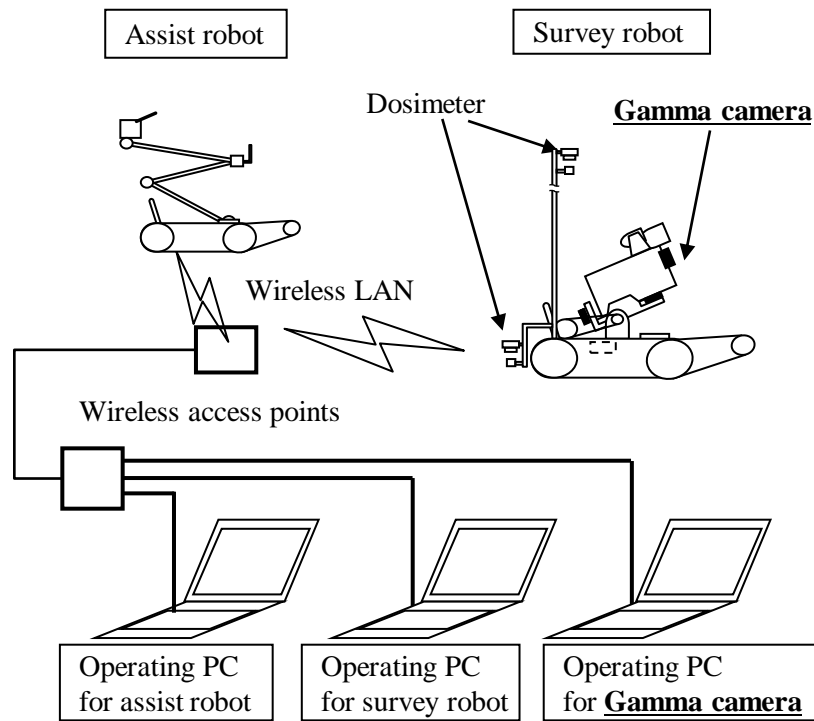 Assist robot
Survey robot
Dosimeter
Gamma camera
Wireless LAN
Wireless access points
Operating PC
for assist robot
Operating PC
for survey robot
Operating PC
for Gamma camera